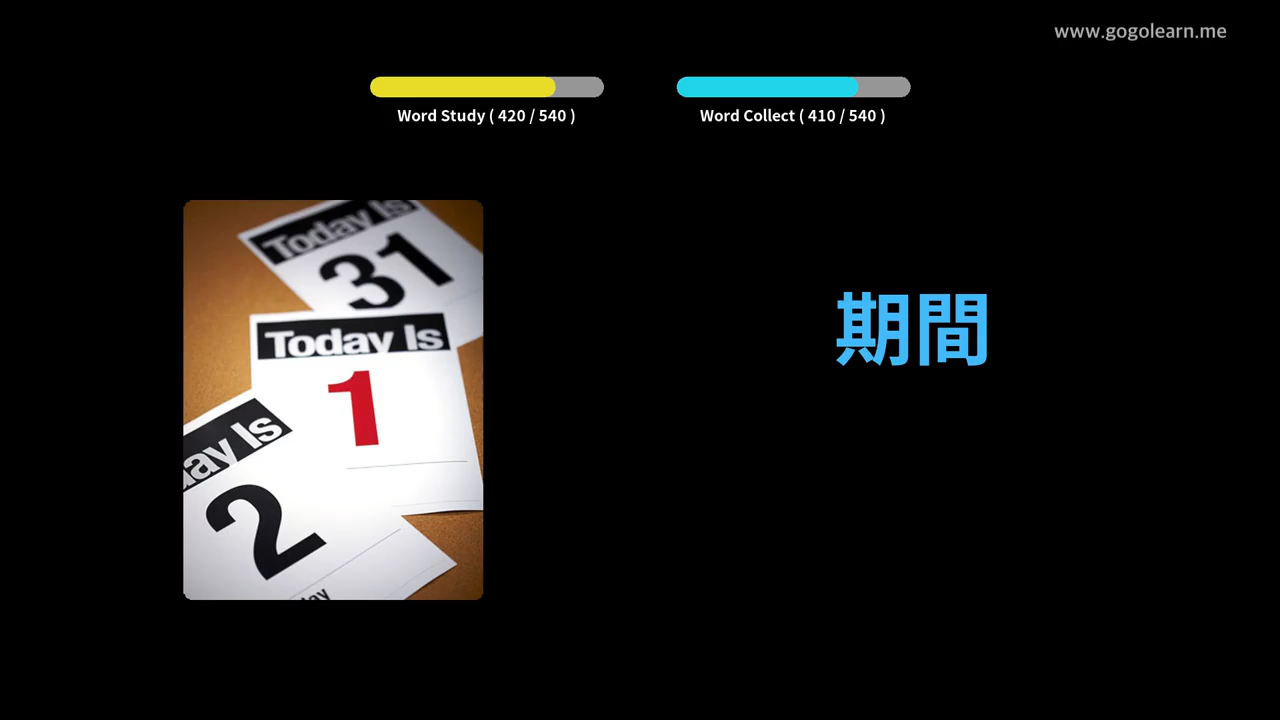 www.gogolearn.me
Word Study ( 420 / 540 )
Word Collect ( 410 / 540 )
Today Is
31
Today Is
1
ay Is
2
期間